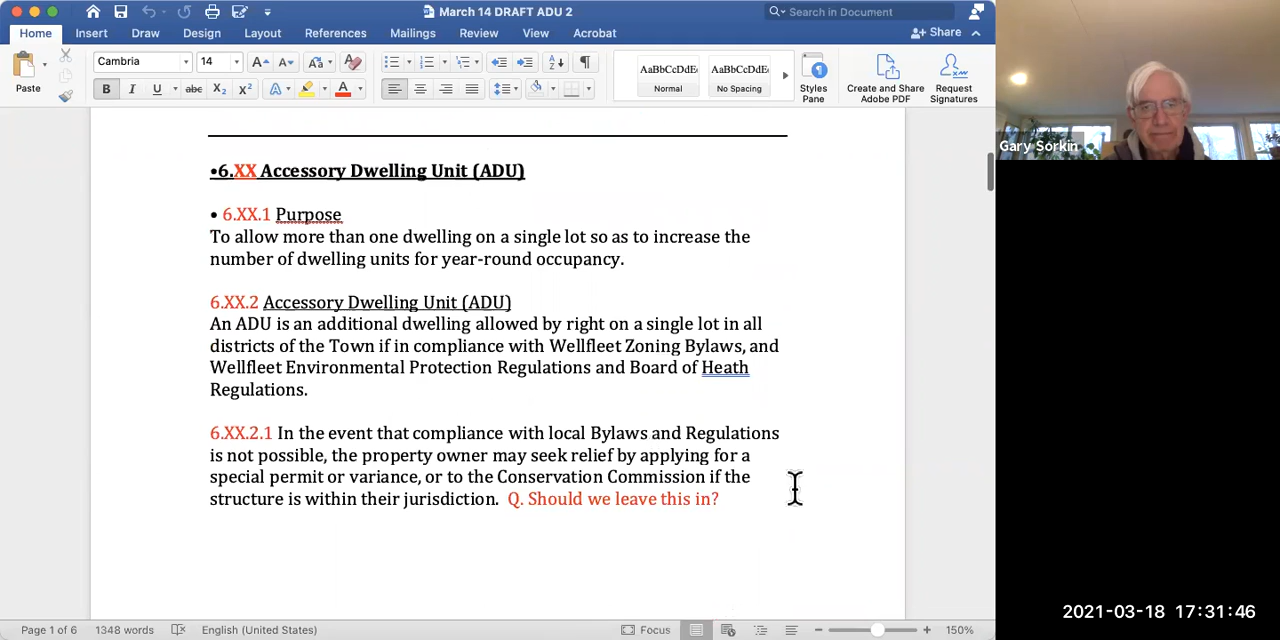 March 14 DRAFT ADU 2
Search in Document
Home Insert Draw Design Layout References Mailings Review View Acrobat
Share
Paste
Cambria 14
AaBbCcDdE
Normal
AaBbCcDdE
No Spacing
Styles Pane
Create and Share Adobe PDF
Request Signatures
Gary Sorkin
•6.XX Accessory Dwelling Unit (ADU)
• 6.XX.1 Purpose
To allow more than one dwelling on a single lot so as to increase the
number of dwelling units for year-round occupancy.
6.XX.2 Accessory Dwelling Unit (ADU)
An ADU is an additional dwelling allowed by right on a single lot in all
districts of the Town if in compliance with Wellfleet Zoning Bylaws, and
Wellfleet Environmental Protection Regulations and Board of Heath
Regulations.
6.XX.2.1 In the event that compliance with local Bylaws and Regulations
is not possible, the property owner may seek relief by applying for a
special permit or variance, or to the Conservation Commission if the
structure is within their jurisdiction. Q. Should we leave this in?
2021-03-18 17:31:46
Page 1 of 6 1348 words English (United States) Focus 150%